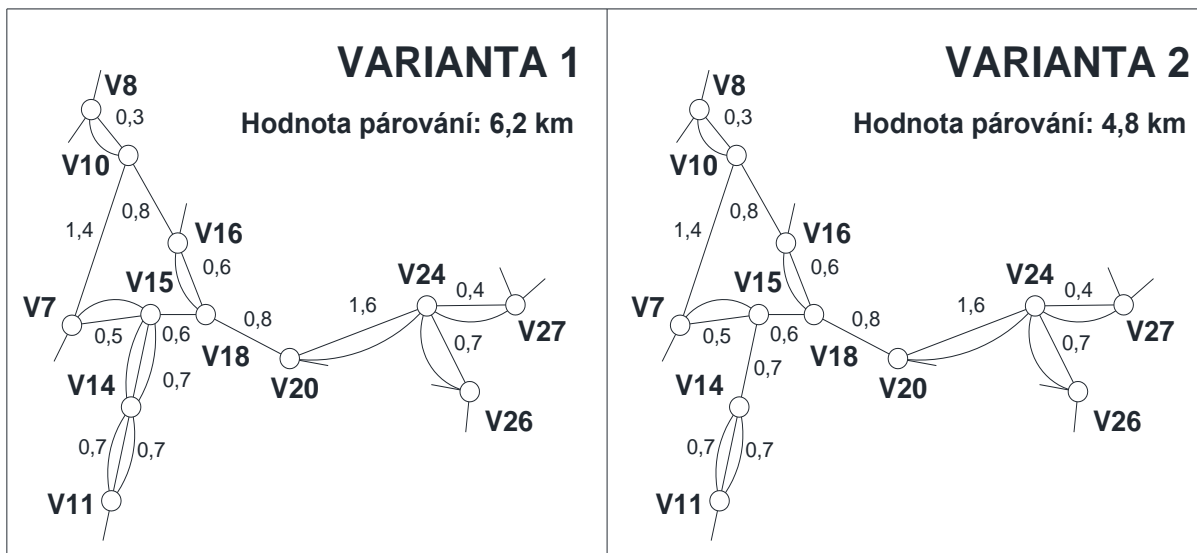 VARIANTA 1
Hodnota párování: 6,2 km
V8
0,3
V10
0,8
1,4
V16
V15
0,6
V24
0,4
V7
1,6
0,5
0,6
0,8
V27
V18
0,7
V14
0,7
V20
V26
0,7
0,7
V11
VARIANTA 2
Hodnota párování: 4,8 km
V8
0,3
V10
0,8
1,4
V16
V15
0,6
V24
0,4
V7
1,6
0,5
0,6
0,8
V27
V18
0,7
V14
0,7
V20
V26
0,7
0,7
V11